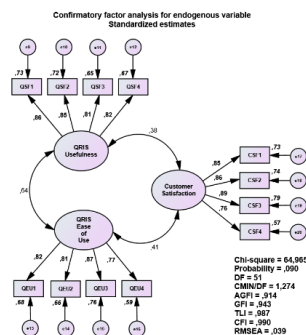 Confirmatory factor analysis for endogenous variable
Standardized estimates
e9 e10 e11 e12
,73 ,72 ,65 ,67
QSF1 QSF2 QSF3 QSF4
,86 ,85 ,81 ,82
QRIS
Usefulness
,38
,64
Customer
Satisfaction
,85 CSF1 ,73 e17
,86 CSF2 ,74 e18
,89 CSF3 ,79 e19
,76 CSF4 ,57 e20
QRIS
Ease
of
Use
,41
,82 ,81 ,87 ,77
QEU1 QEU2 QEU3 QEU4
,68 ,66 ,76 ,59
e13 e14 e15 e16
Chi-square = 64,965
Probability = ,090
DF = 51
CMIN/DF = 1,274
AGFI = ,914
GFI = ,943
TLI = ,987
CFI = ,990
RMSEA = ,039